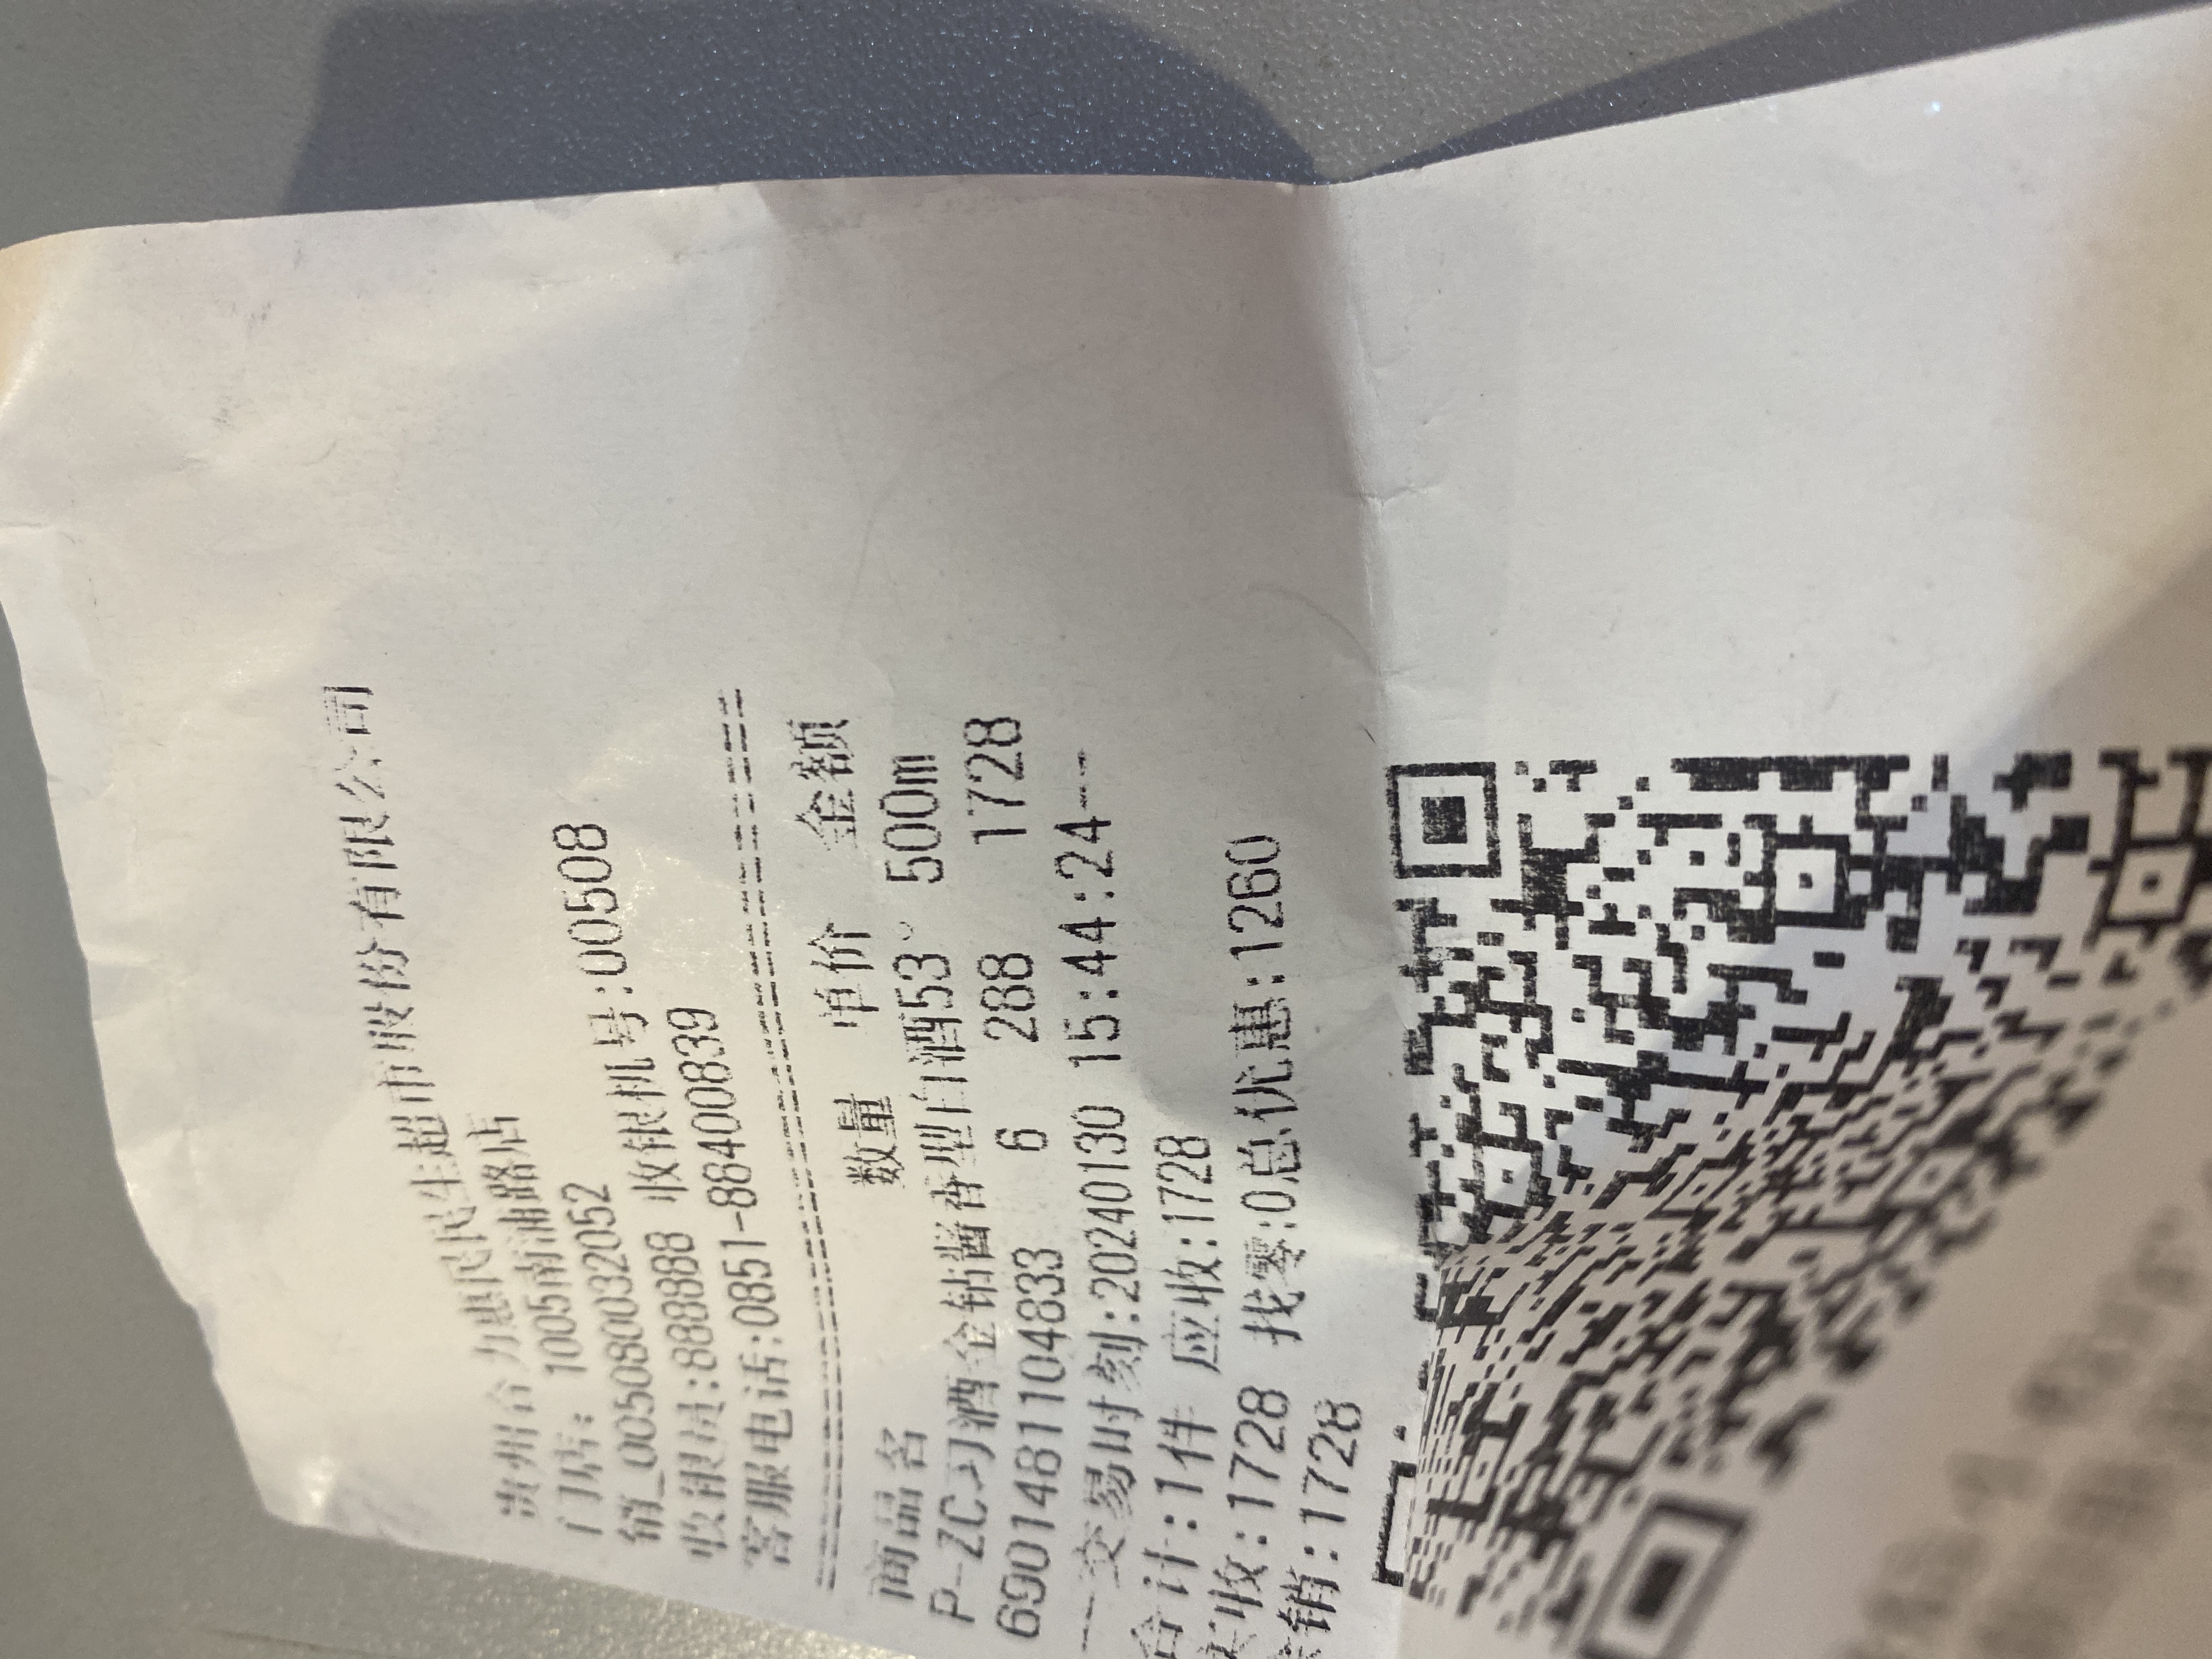 贵州合力惠民民生超市股份有限公司
门店: 1005南浦路店
销_0050800032052
收银员:888888 收银机号:00508
客服电话:0851-86400839
商品名 数量 单价 金额
P-ZC习酒金钻酱香型白酒53° 500m
6901481104833 6 288 1728
--交易时刻:20240130 15:44:24--
合计:1件 应收:1728
实收:1728 找零:0总优惠:1260
销:1728